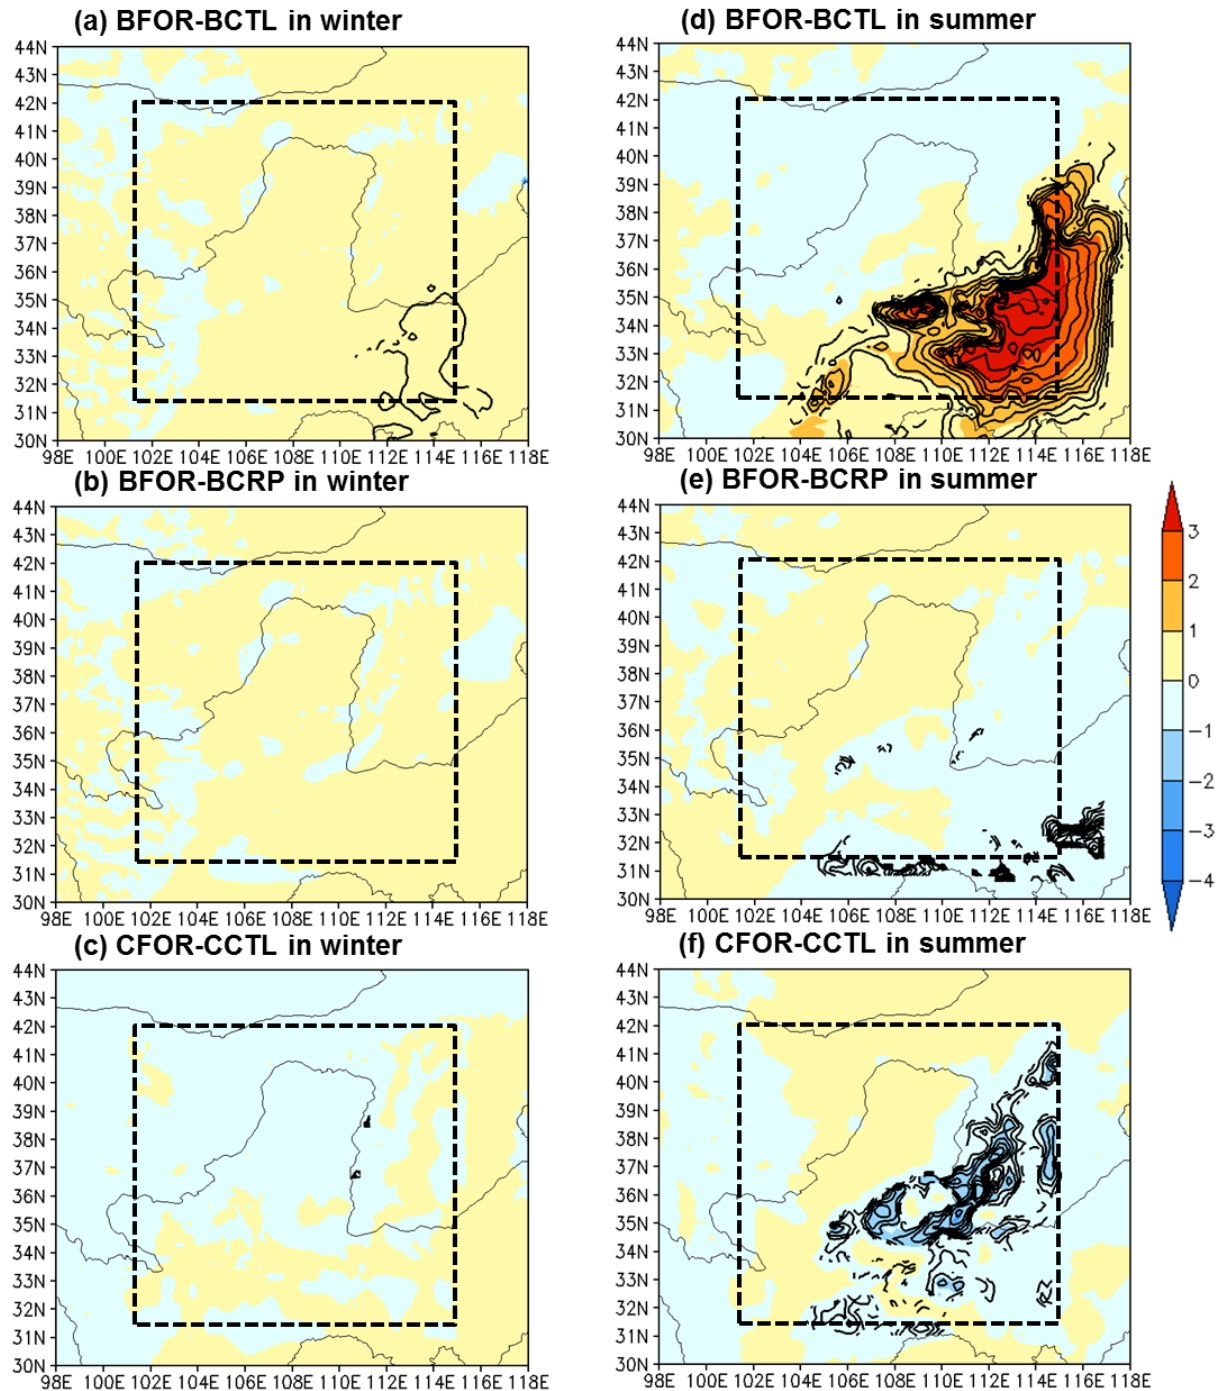 (a) BFOR-BCTL in winter
44N
43N
42N
41N
40N
39N
38N
37N
36N
35N
34N
33N
32N
31N
30N
98E 100E 102E 104E 106E 108E 110E 112E 114E 116E 118E
(d) BFOR-BCTL in summer
44N
43N
42N
41N
40N
39N
38N
37N
36N
35N
34N
33N
32N
31N
30N
98E 100E 102E 104E 106E 108E 110E 112E 114E 116E 118E
(b) BFOR-BCRP in winter
44N
43N
42N
41N
40N
39N
38N
37N
36N
35N
34N
33N
32N
31N
30N
98E 100E 102E 104E 106E 108E 110E 112E 114E 116E 118E
(e) BFOR-BCRP in summer
44N
43N
42N
41N
40N
39N
38N
37N
36N
35N
34N
33N
32N
31N
30N
98E 100E 102E 104E 106E 108E 110E 112E 114E 116E 118E
3
2
1
0
−1
−2
−3
−4
(c) CFOR-CCTL in winter
44N
43N
42N
41N
40N
39N
38N
37N
36N
35N
34N
33N
32N
31N
30N
98E 100E 102E 104E 106E 108E 110E 112E 114E 116E 118E
(f) CFOR-CCTL in summer
44N
43N
42N
41N
40N
39N
38N
37N
36N
35N
34N
33N
32N
31N
30N
98E 100E 102E 104E 106E 108E 110E 112E 114E 116E 118E